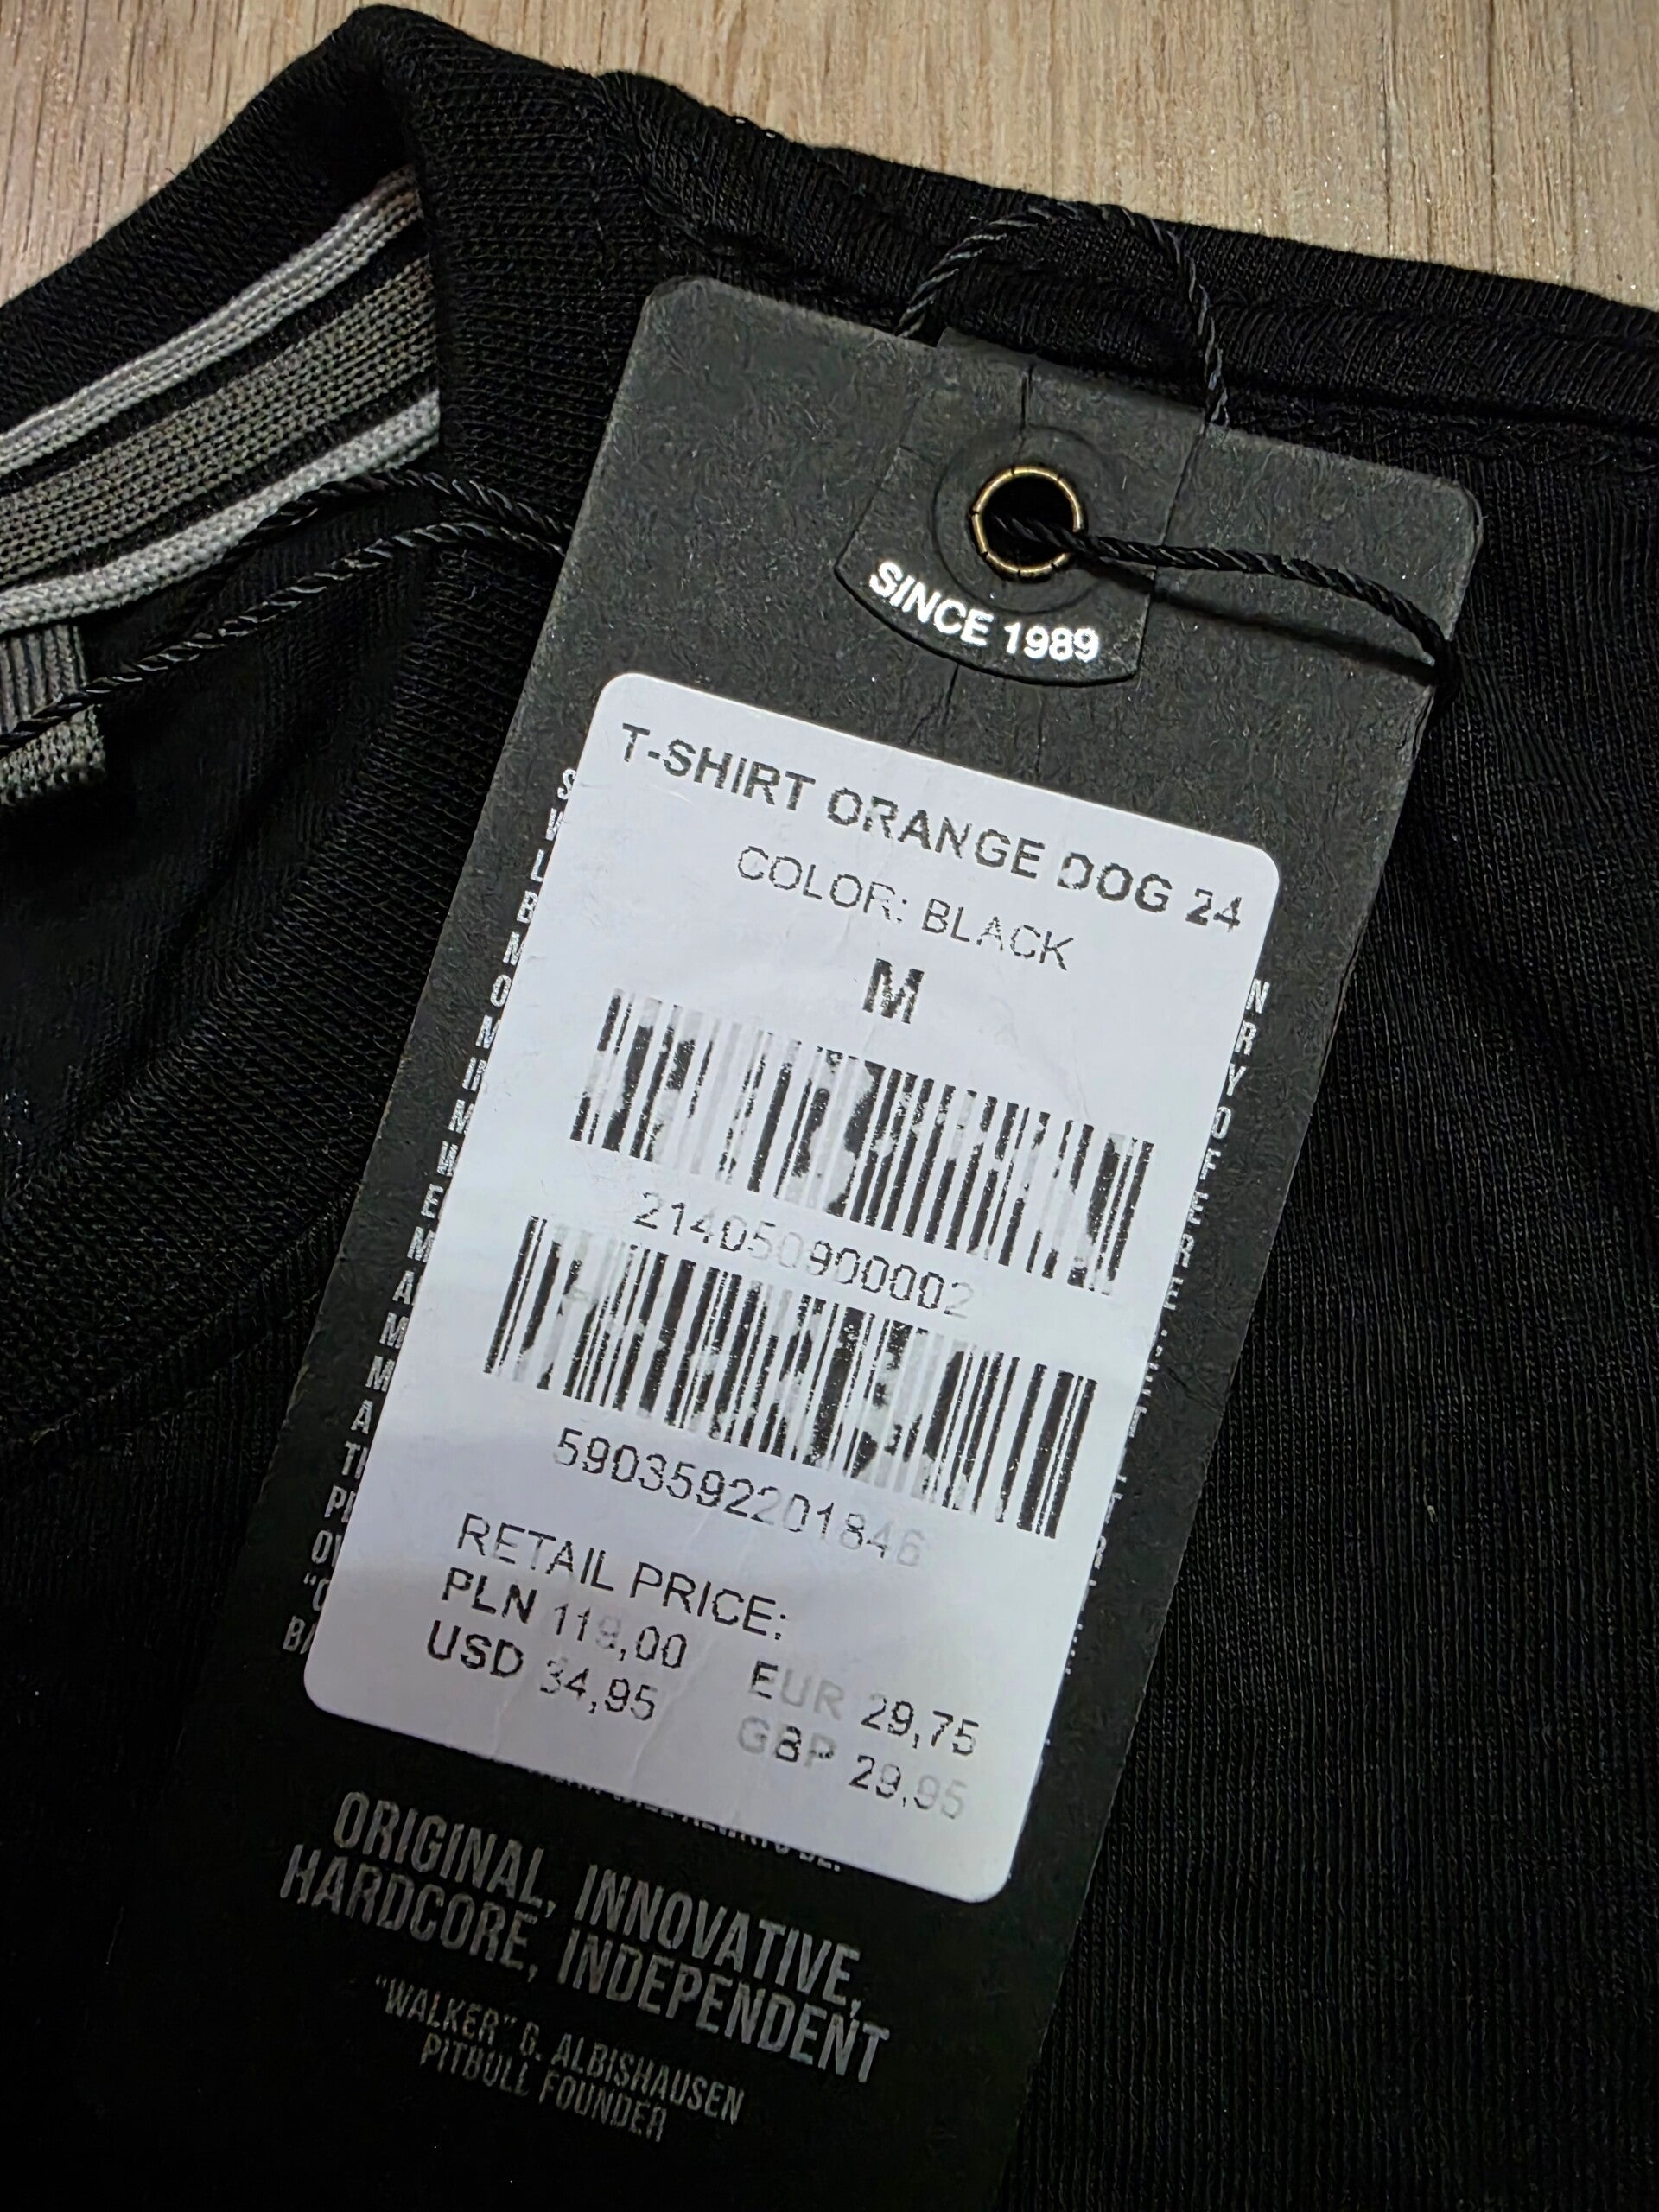 SINCE 1989
T-SHIRT ORANGE DOG 24
COLOR: BLACK
M
214050900002
5903592201846
RETAIL PRICE:
PLN 119,00 EUR 29,75
USD 34,95 GBP 29,95
ORIGINAL, INNOVATIVE,
HARDCORE, INDEPENDENT
"WALKER" G. ALBISHAUSEN
PITBULL FOUNDER